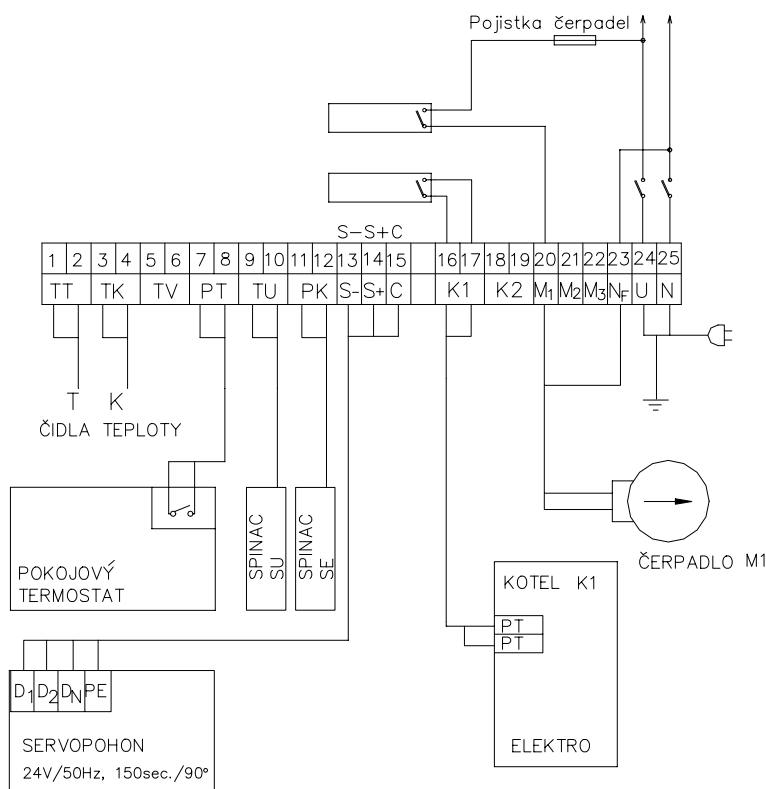 Pojistka čerpadel
S-S+C
1 2 3 4 5 6 7 8 9 10 11 12 13 14 15 16 17 18 19 20 21 22 23 24 25
TT TK TV PT TU PK S- S+ C K1 K2 M1 M2 M3 NF U N
T K
ČIDLA TEPLOTY
POKOJOVÝ
TERMOSTAT
SPINAC
SU
SPINAC
SE
ČERPADLO M1
KOTEL K1
PT
PT
ELEKTRO
D1 D2 DN PE
SERVOPOHON
24V/50Hz, 150sec./90°